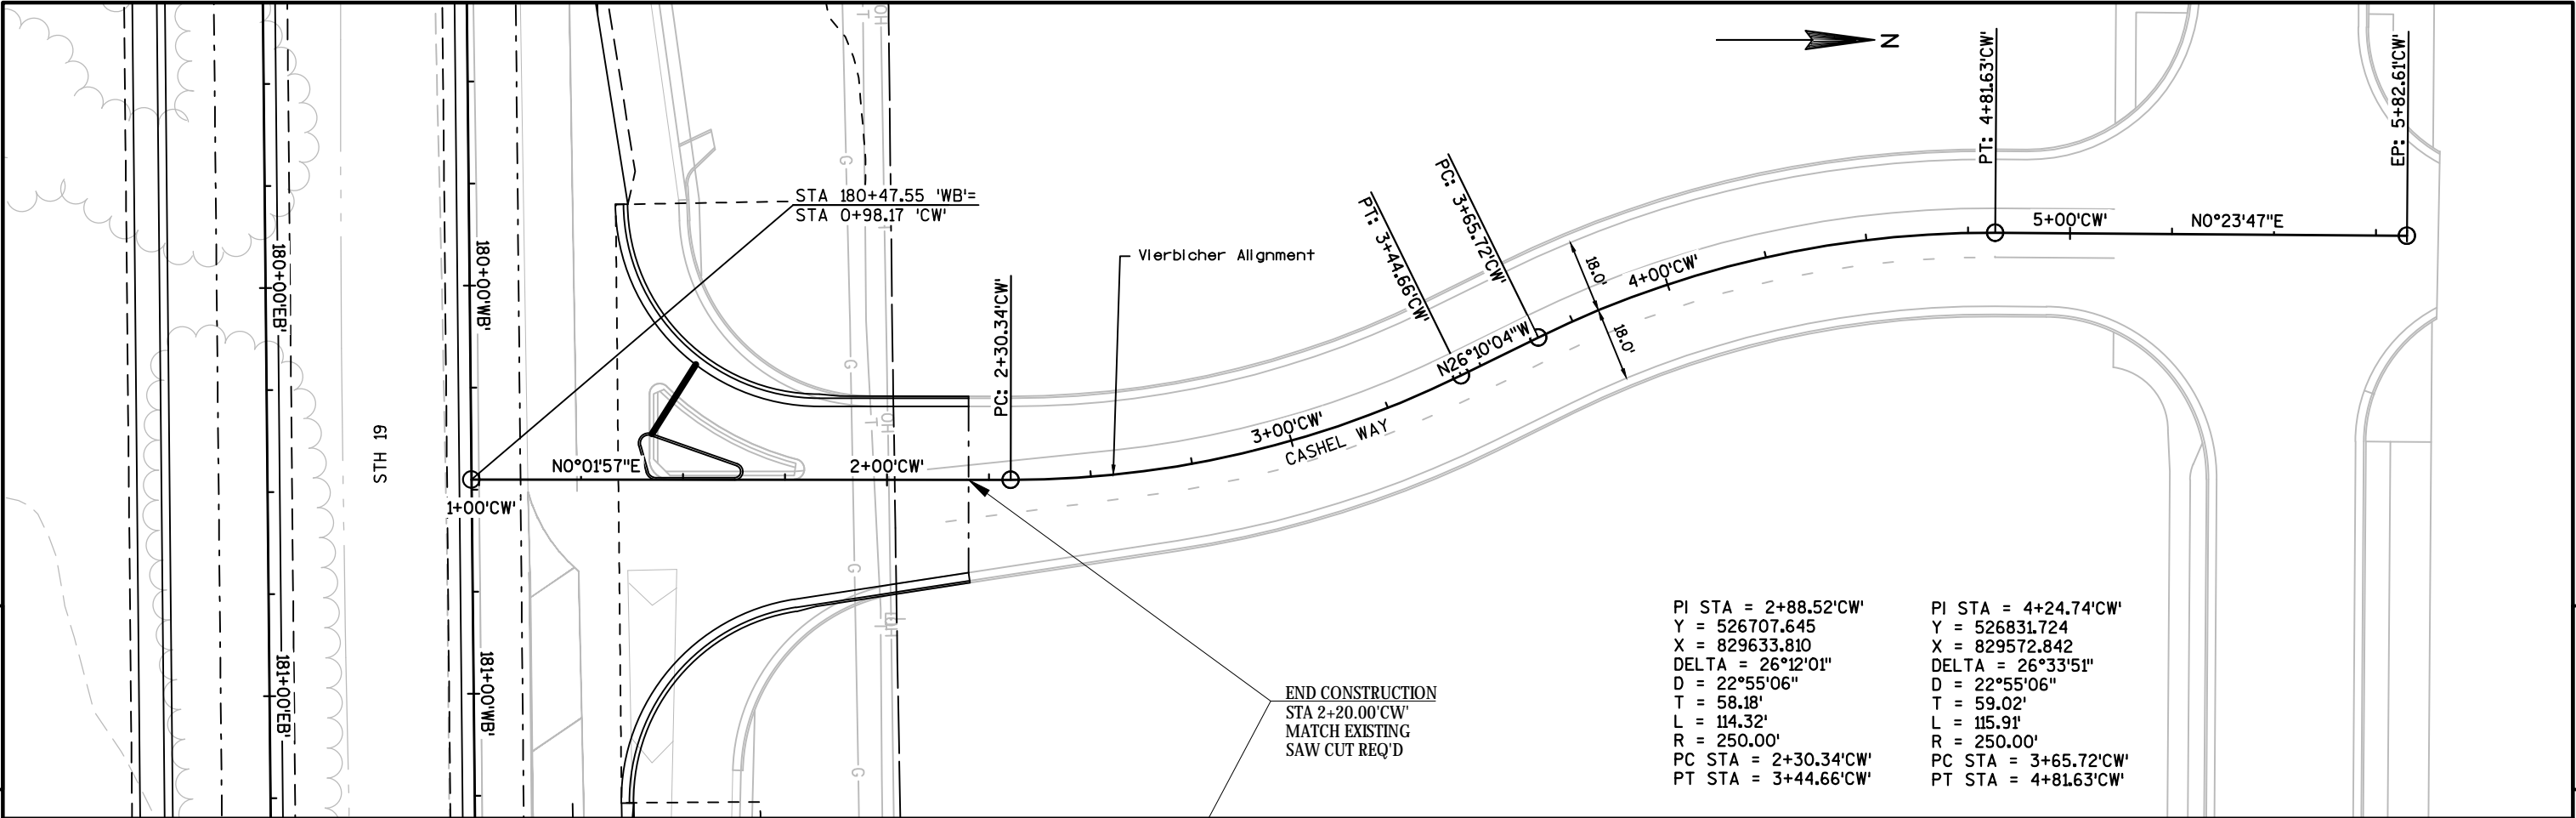 N
PT: 4+81.63'CW'
EP: 5+82.61'CW'
OH
T
G
STA 180+47.55 'WB'=
STA 0+98.17 'CW'
PT: 3+44.66'CW'
PC: 3+65.72'CW'
5+00'CW'
N0°23'47"E
180+00'EB'
180+00'WB'
Vierbicher Alignment
18.0'
4+00'CW'
18.0'
PC: 2+30.34'CW'
G
N26°10'04"W
STH 19
OH
T
3+00'CW'
CASHEL WAY
N0°01'57"E
2+00'CW'
1+00'CW'
G
OH
T
181+00'EB'
181+00'WB'
G
END CONSTRUCTION
STA 2+20.00'CW'
MATCH EXISTING
SAW CUT REQ'D
PI STA = 2+88.52'CW'
Y = 526707.645
X = 829633.810
DELTA = 26°12'01"
D = 22°55'06"
T = 58.18'
L = 114.32'
R = 250.00'
PC STA = 2+30.34'CW'
PT STA = 3+44.66'CW'
PI STA = 4+24.74'CW'
Y = 526831.724
X = 829572.842
DELTA = 26°33'51"
D = 22°55'06"
T = 59.02'
L = 115.91'
R = 250.00'
PC STA = 3+65.72'CW'
PT STA = 4+81.63'CW'